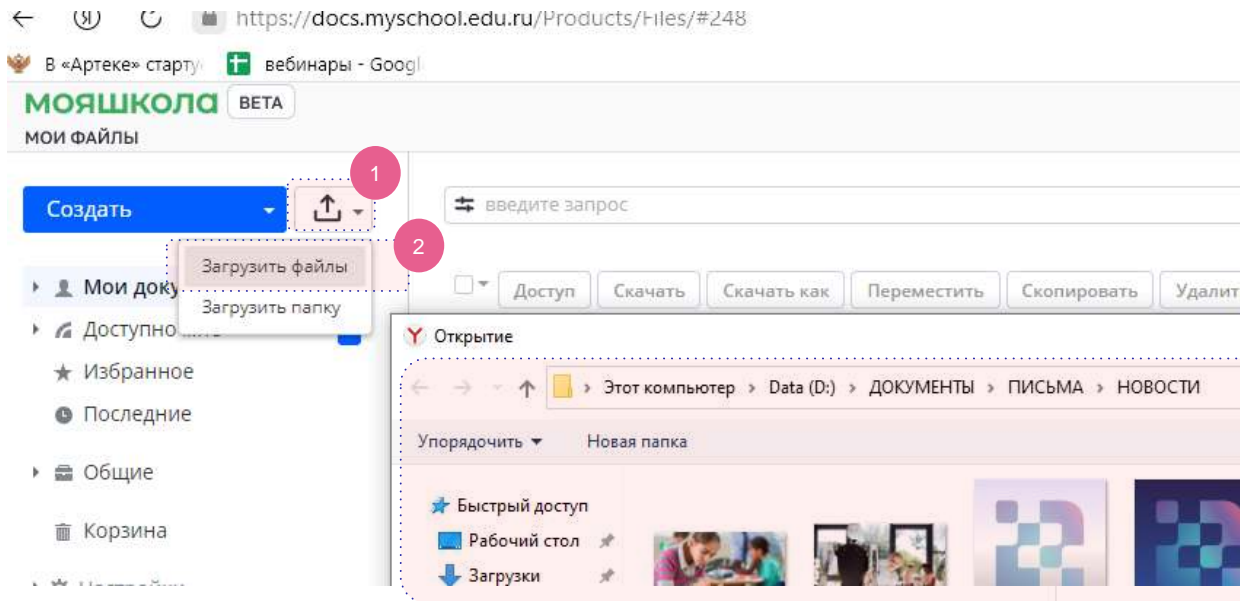 https://docs.myschool.edu.ru/Products/Files/#248
В «Артеке» старту вебинары - Googl
МОЯШКОЛА BETA
МОИ ФАЙЛЫ
1
Создать введите запрос
2
Загрузить файлы
Мои доку Доступ Скачать Скачать как Переместить Скопировать Удалит
Загрузить папку
Доступно
Открытие
Избранное
Этот компьютер > Data (D:) > ДОКУМЕНТЫ > ПИСЬМА > НОВОСТИ
Последние
Упорядочить Новая папка
Общие
Быстрый доступ
Корзина
Рабочий стол
Загрузки